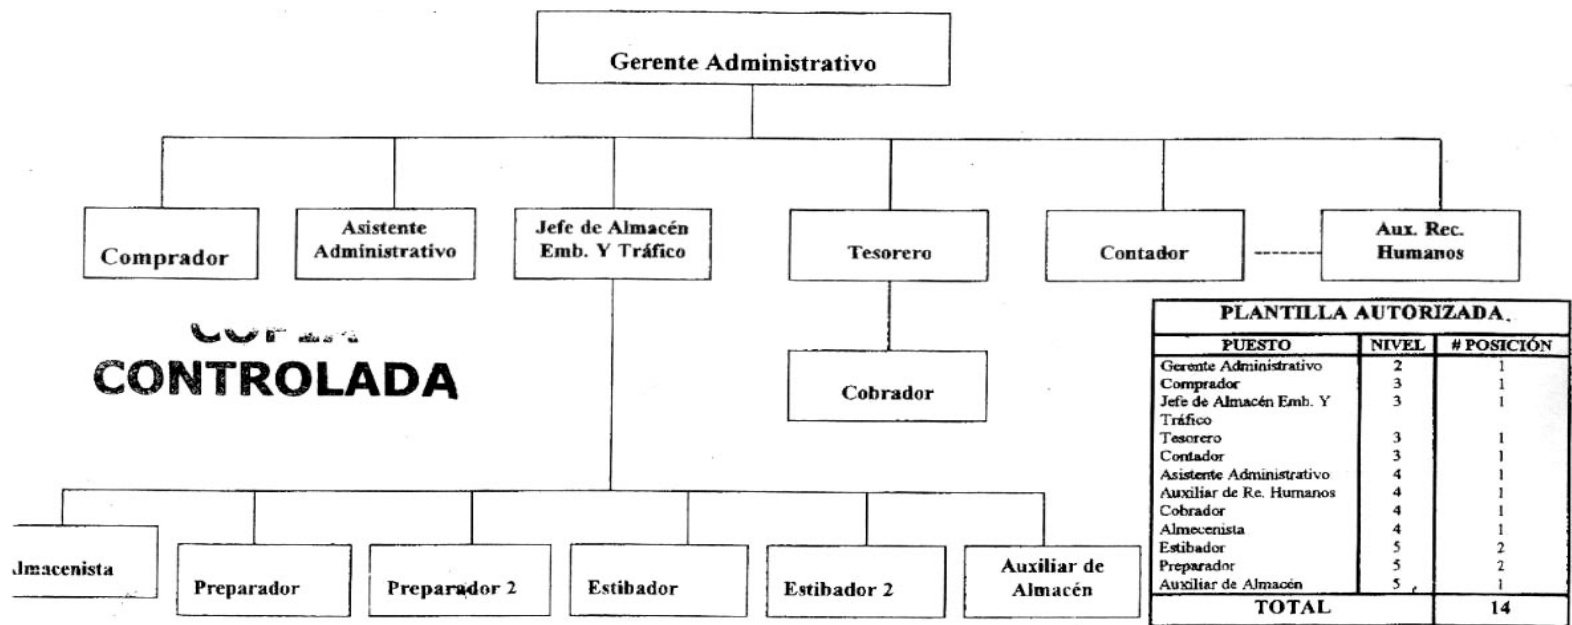 Gerente Administrativo
Comprador
Asistente
Administrativo
Jefe de Almacén
Emb. Y Tráfico
Tesorero
Contador
Aux. Rec.
Humanos
CONTROLADA
Cobrador
lmacenista
Preparador
Preparador 2
Estibador
Estibador 2
Auxiliar de
Almacén
PLANTILLA AUTORIZADA
PUESTO NIVEL # POSICIÓN
Gerente Administrativo 2 1
Comprador 3 1
Jefe de Almacén Emb. Y 3 1
Tráfico
Tesorero 3 1
Contador 3 1
Asistente Administrativo 4 1
Auxiliar de Re. Humanos 4 1
Cobrador 4 1
Almecenista 4 1
Estibador 5 2
Preparador 5 2
Auxiliar de Almacén 5 1
TOTAL 14